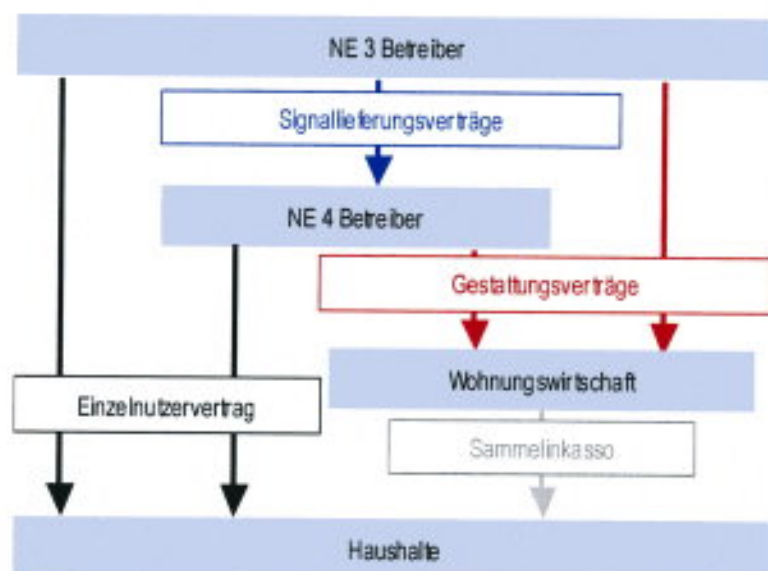 NE 3 Betreiber
Signallieferungsverträge
NE 4 Betreiber
Gestattungsverträge
Wohnungswirtschaft
Einzelnutzervertrag
Sammelinkasso
Haushalte